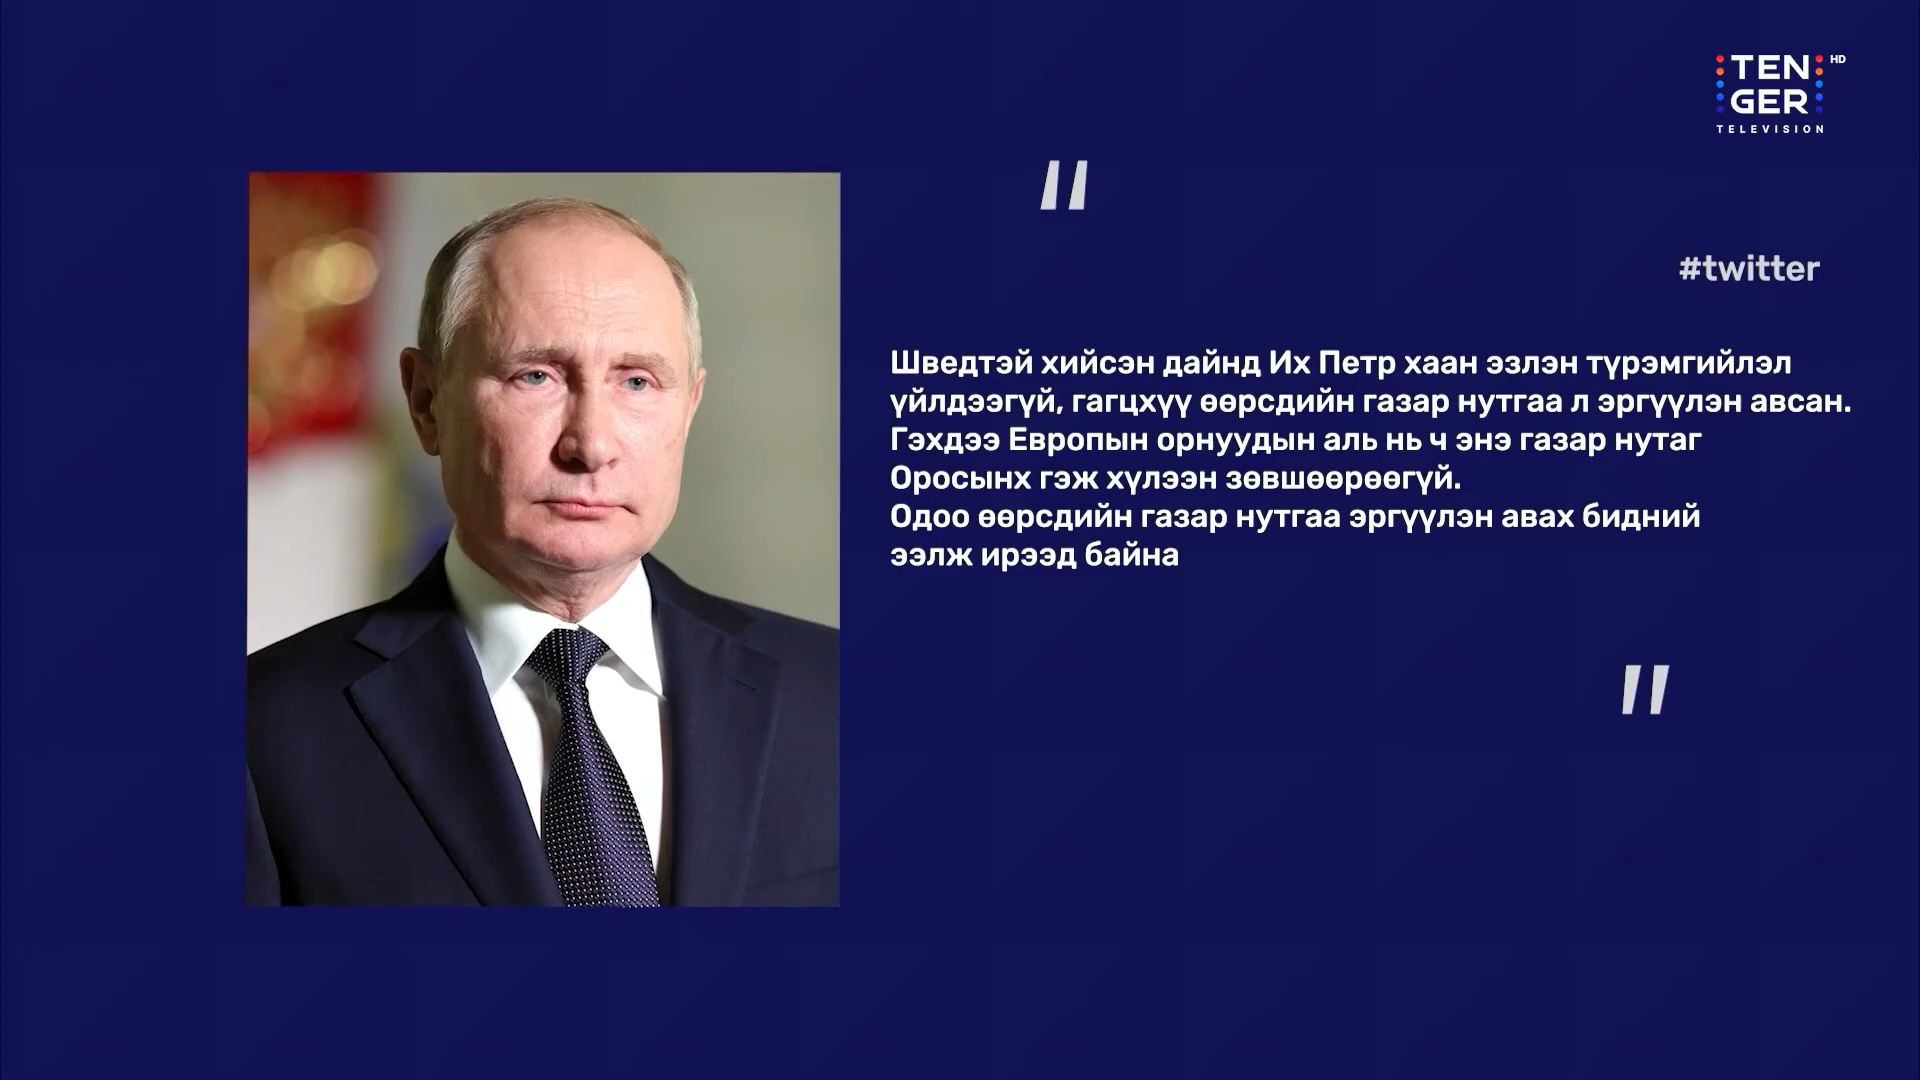 TEN HD
GER
TELEVISION
"
#twitter
Шведтэй хийсэн дайнд Их Петр хаан эзлэн түрэмгийлэл
үйлдээгүй, гагцхүү өөрсдийн газар нутгаа л эргүүлэн авсан.
Гэхдээ Европын орнуудын аль нь ч энэ газар нутаг
Оросынх гэж хүлээн зөвшөөрөөгүй.
Одоо өөрсдийн газар нутгаа эргүүлэн авах бидний
ээлж ирээд байна
"